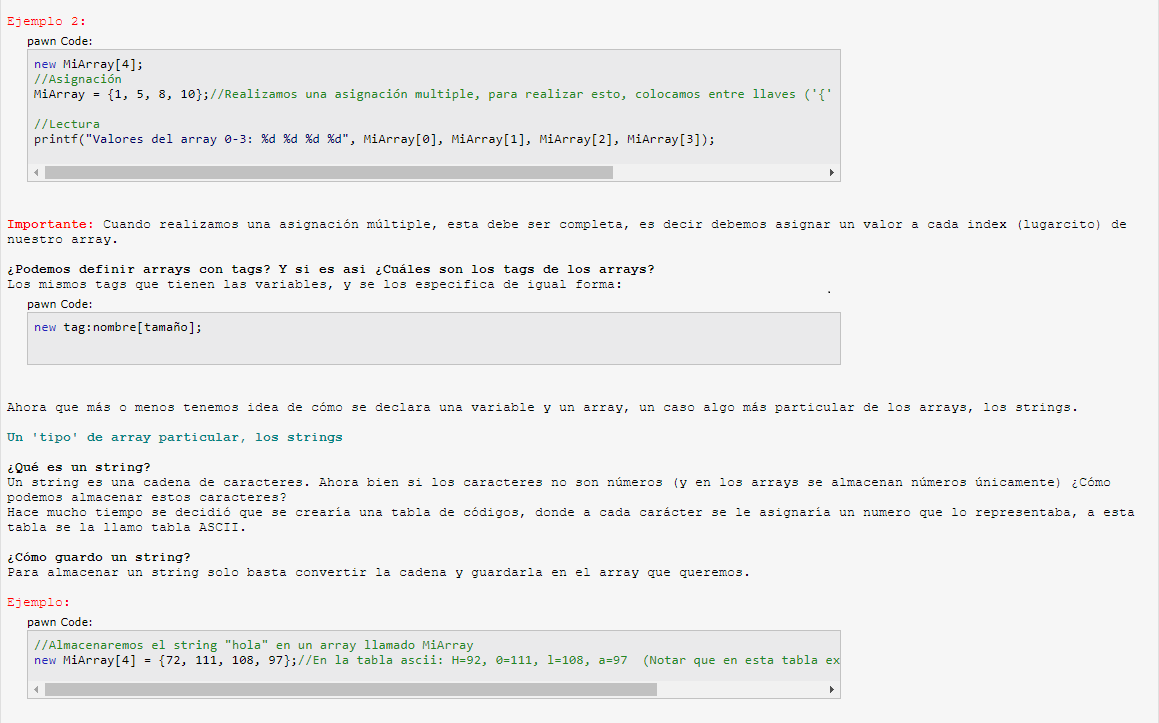 Ejemplo 2:
pawn Code:
new MiArray[4];
//Asignación
MiArray = {1, 5, 8, 10};//Realizamos una asignación multiple, para realizar esto, colocamos entre llaves ('{'
//Lectura
printf("Valores del array 0-3: %d %d %d %d", MiArray[0], MiArray[1], MiArray[2], MiArray[3]);
Importante: Cuando realizamos una asignación múltiple, esta debe ser completa, es decir debemos asignar un valor a cada index (lugarcito) de
nuestro array.
¿Podemos definir arrays con tags? Y si es asi ¿Cuáles son los tags de los arrays?
Los mismos tags que tienen las variables, y se los especifica de igual forma:
.
pawn Code:
new tag:nombre[tamaño];
Ahora que más o menos tenemos idea de cómo se declara una variable y un array, un caso algo más particular de los arrays, los strings.
Un 'tipo' de array particular, los strings
¿Qué es un string?
Un string es una cadena de caracteres. Ahora bien si los caracteres no son números (y en los arrays se almacenan números únicamente) ¿Cómo
podemos almacenar estos caracteres?
Hace mucho tiempo se decidió que se crearía una tabla de códigos, donde a cada carácter se le asignaría un numero que lo representaba, a esta
tabla se la llamo tabla ASCII.
¿Cómo guardo un string?
Para almacenar un string solo basta convertir la cadena y guardarla en el array que queremos.
Ejemplo:
pawn Code:
//Almacenaremos el string "hola" en un array llamado MiArray
new MiArray[4] = {72, 111, 108, 97};//En la tabla ascii: H=92, 0=111, l=108, a=97  (Notar que en esta tabla ex